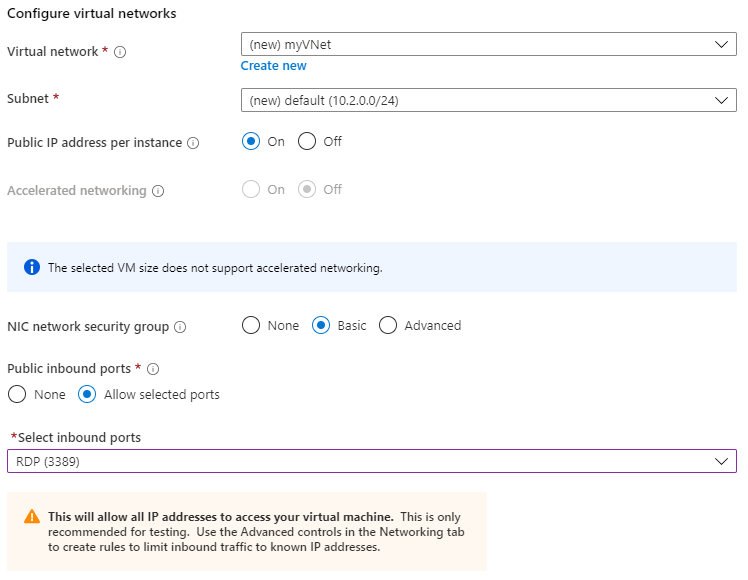 Configure virtual networks
Virtual network *
(new) myVNet
Create new
Subnet *
(new) default (10.2.0.0/24)
Public IP address per instance
On Off
Accelerated networking
On Off
The selected VM size does not support accelerated networking.
NIC network security group
None Basic Advanced
Public inbound ports *
None Allow selected ports
*Select inbound ports
RDP (3389)
This will allow all IP addresses to access your virtual machine. This is only
recommended for testing. Use the Advanced controls in the Networking tab
to create rules to limit inbound traffic to known IP addresses.